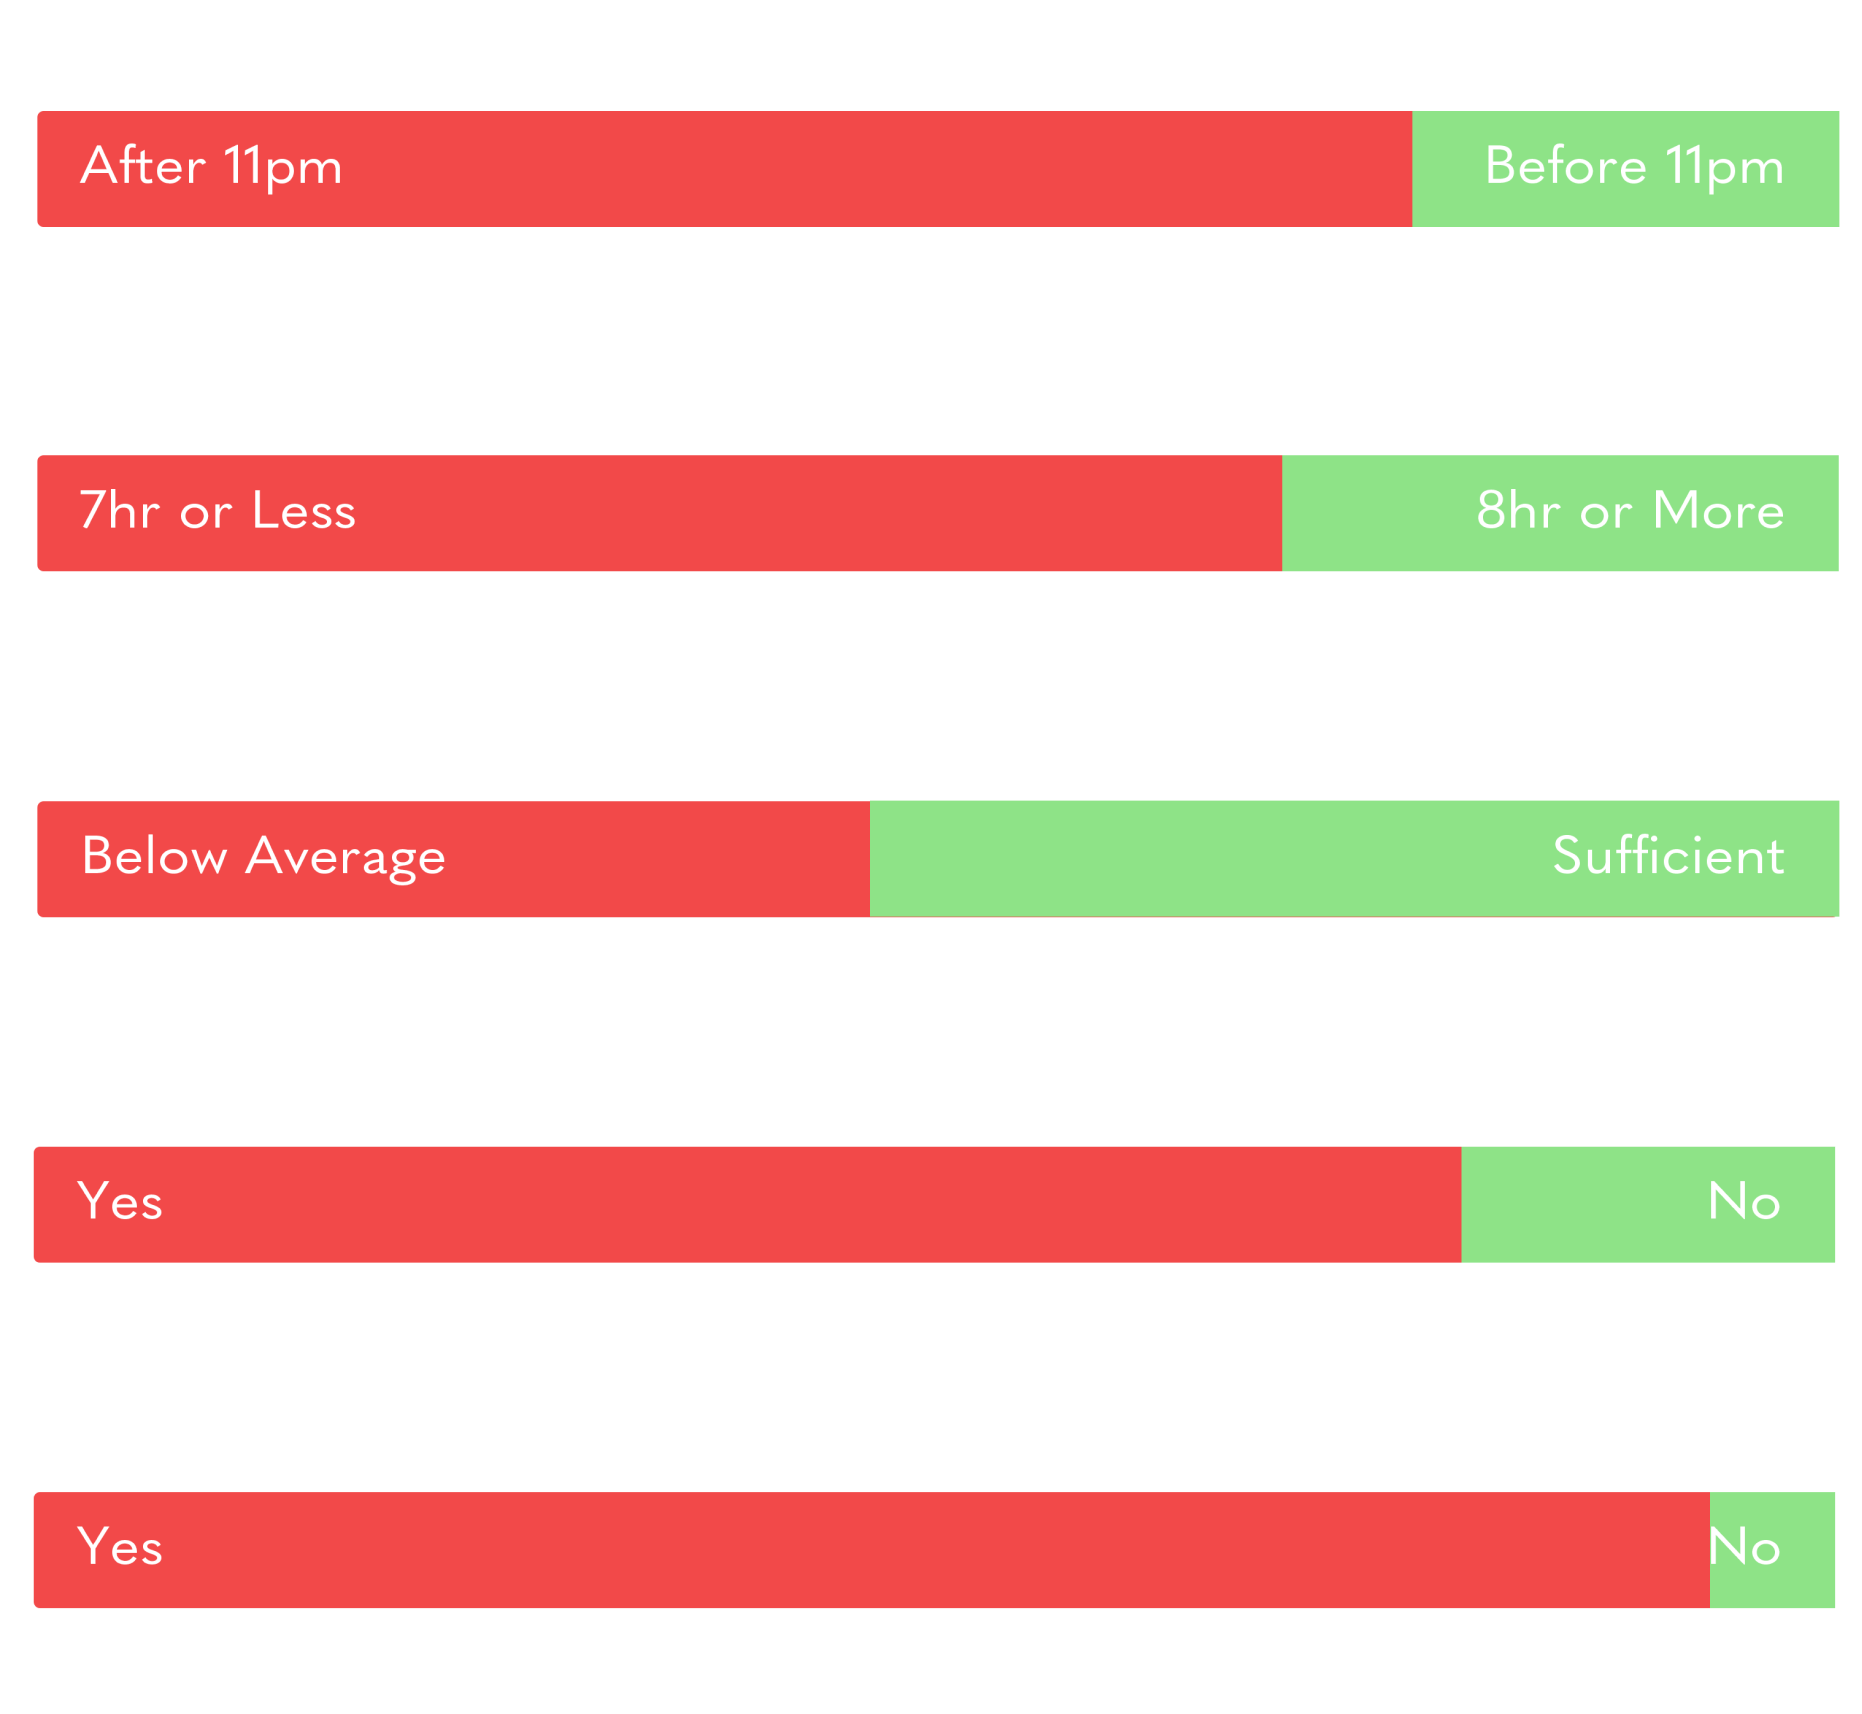 After 11pm Before 11pm
7hr or Less 8hr or More
Below Average Sufficient
Yes No
Yes No